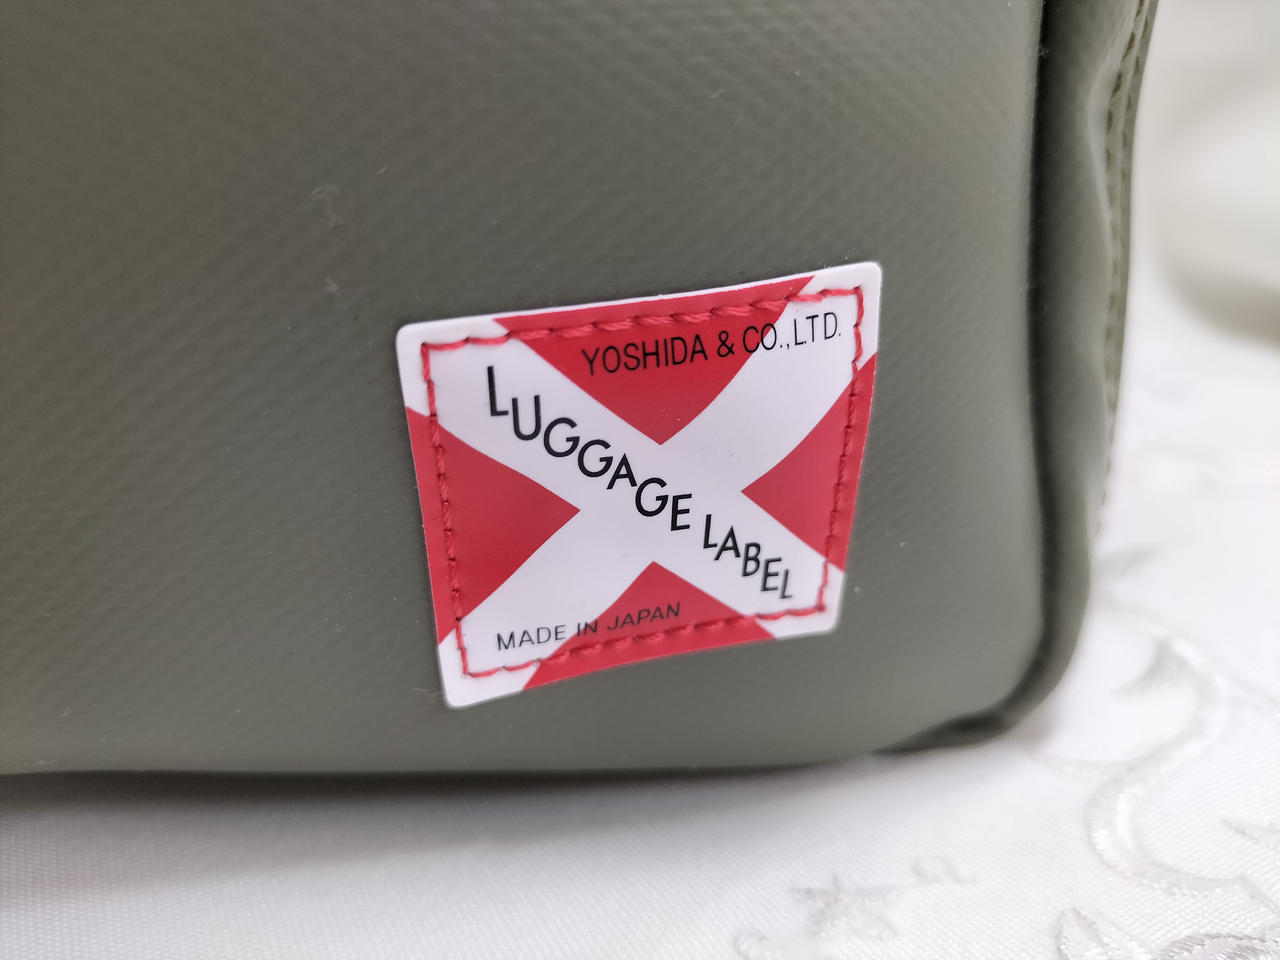 YOSHIDA & CO.,LTD.
LUGGAGE LABEL
MADE IN JAPAN